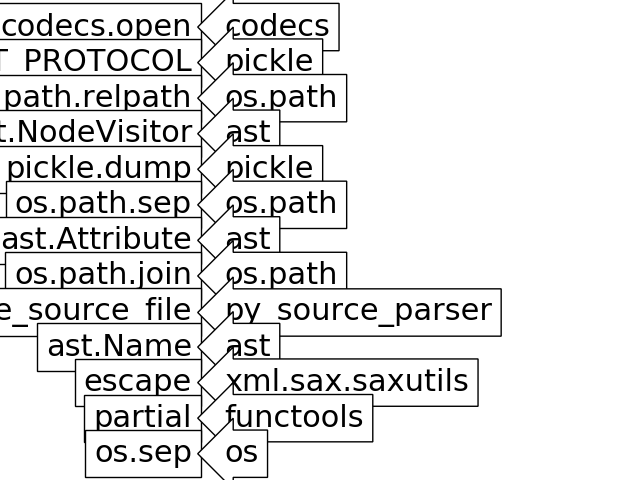 codecs.open codecs
T_PROTOCOL pickle
path.relpath os.path
t.NodeVisitor ast
pickle.dump pickle
os.path.sep os.path
ast.Attribute ast
os.path.join os.path
e_source_file py_source_parser
ast.Name ast
escape xml.sax.saxutils
partial functools
os.sep os